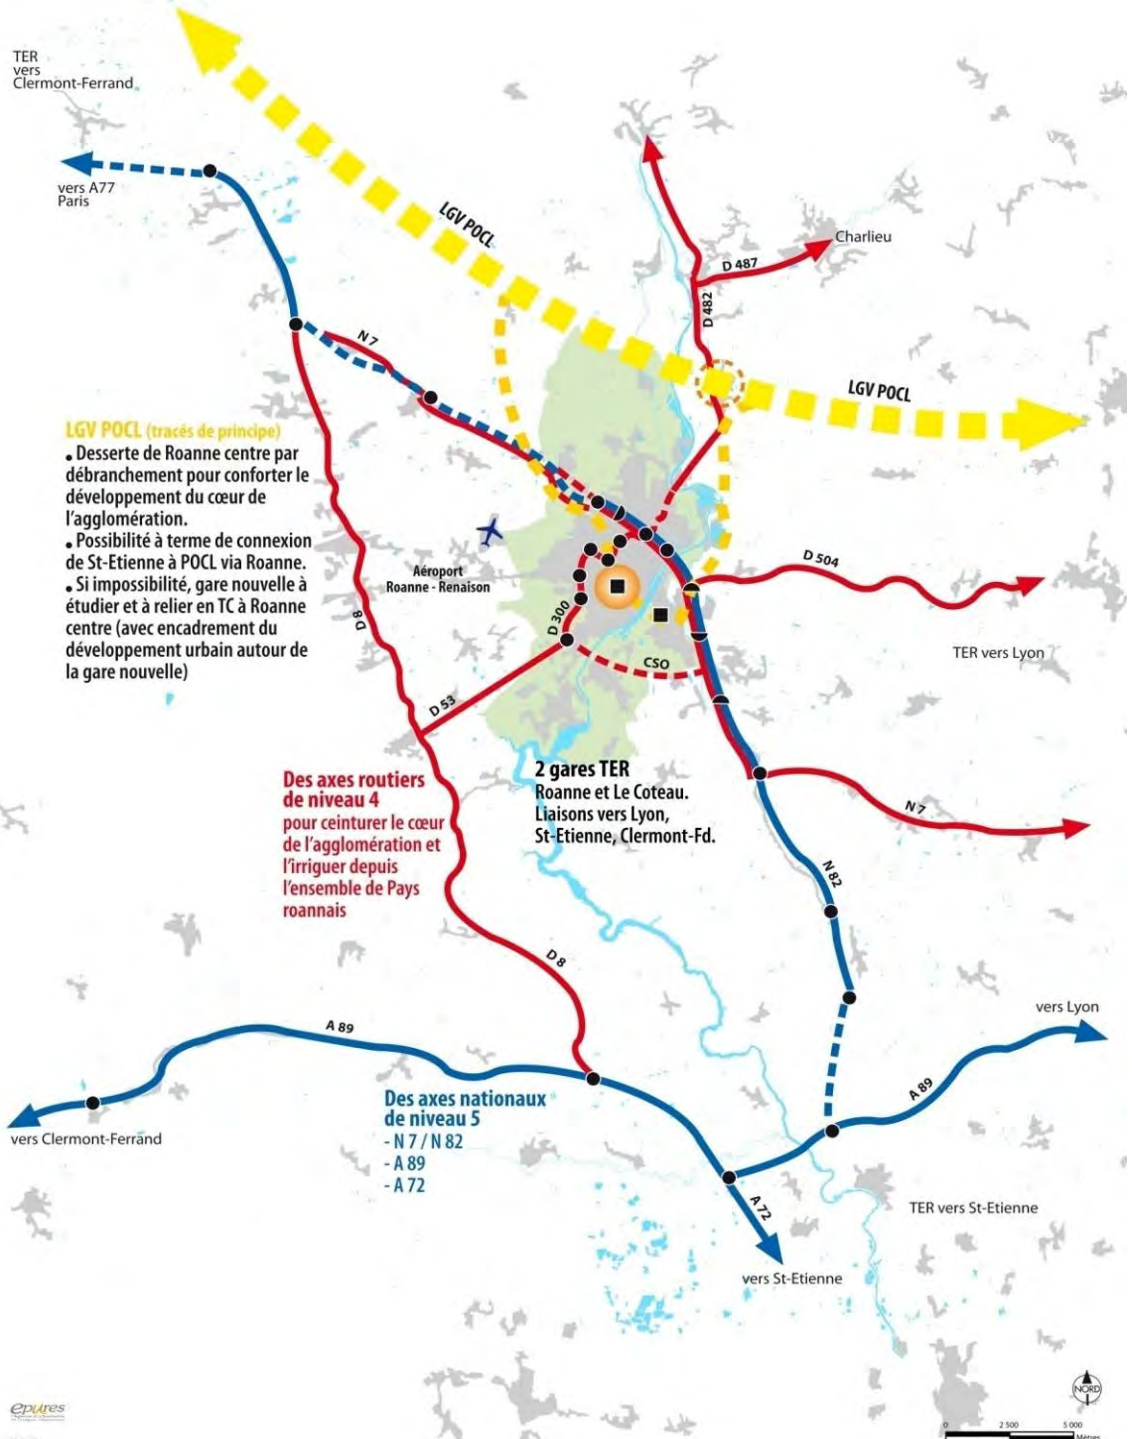 TER
vers
Clermont-Ferrand
vers A77
Paris
LGV POCL
Charlieu
D 487
D 482
N 7
LGV POCL
LGV POCL (tracés de principe)
• Desserte de Roanne centre par
débranchement pour conforter le
développement du cœur de
l'agglomération.
• Possibilité à terme de connexion
de St-Etienne à POCL via Roanne.
• Si impossibilité, gare nouvelle à
étudier et à relier en TC à Roanne
centre (avec encadrement du
développement urbain autour de
la gare nouvelle)
Aéroport
Roanne - Renaison
D 504
D8
D 300
CSO
TER vers Lyon
D 53
Des axes routiers
de niveau 4
pour ceinturer le cœur
de l'agglomération et
l'irriguer depuis
l'ensemble de Pays
roannais
2 gares TER
Roanne et Le Coteau.
Liaisons vers Lyon,
St-Etienne, Clermont-Fd.
N 7
N 82
D 8
A 89
vers Lyon
A 89
Des axes nationaux
de niveau 5
- N 7 / N 82
- A 89
- A 72
vers Clermont-Ferrand
A 72
TER vers St-Etienne
vers St-Etienne
NORD
epures
0 2 500 5 000
Mètres